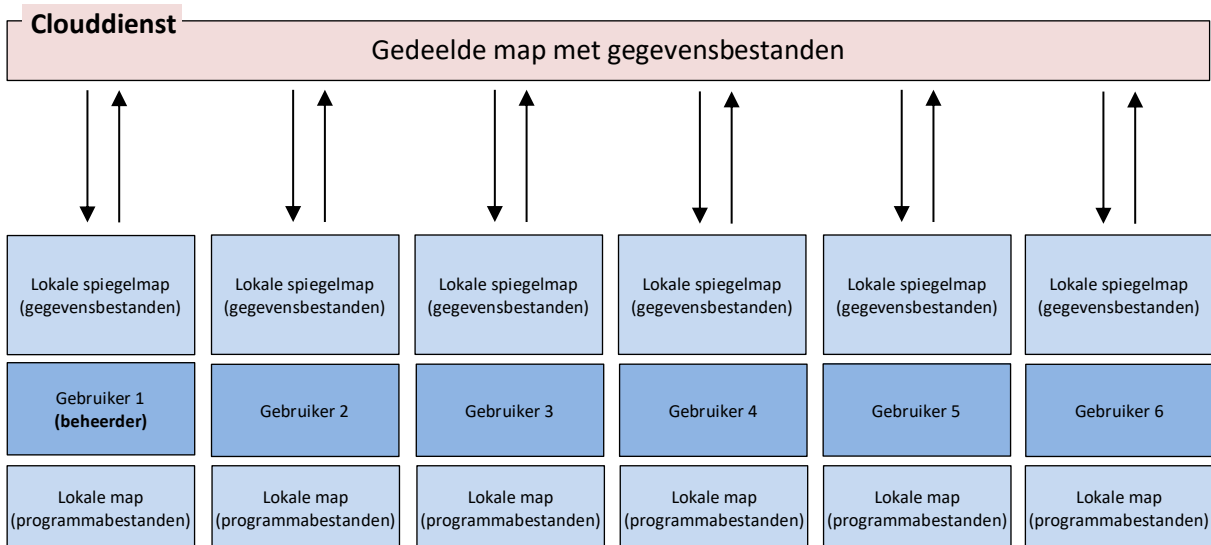 Clouddienst
Gedeelde map met gegevensbestanden
Lokale spiegelmap
(gegevensbestanden)
Lokale spiegelmap
(gegevensbestanden)
Lokale spiegelmap
(gegevensbestanden)
Lokale spiegelmap
(gegevensbestanden)
Lokale spiegelmap
(gegevensbestanden)
Lokale spiegelmap
(gegevensbestanden)
Gebruiker 1
(beheerder)
Gebruiker 2
Gebruiker 3
Gebruiker 4
Gebruiker 5
Gebruiker 6
Lokale map
(programmabestanden)
Lokale map
(programmabestanden)
Lokale map
(programmabestanden)
Lokale map
(programmabestanden)
Lokale map
(programmabestanden)
Lokale map
(programmabestanden)